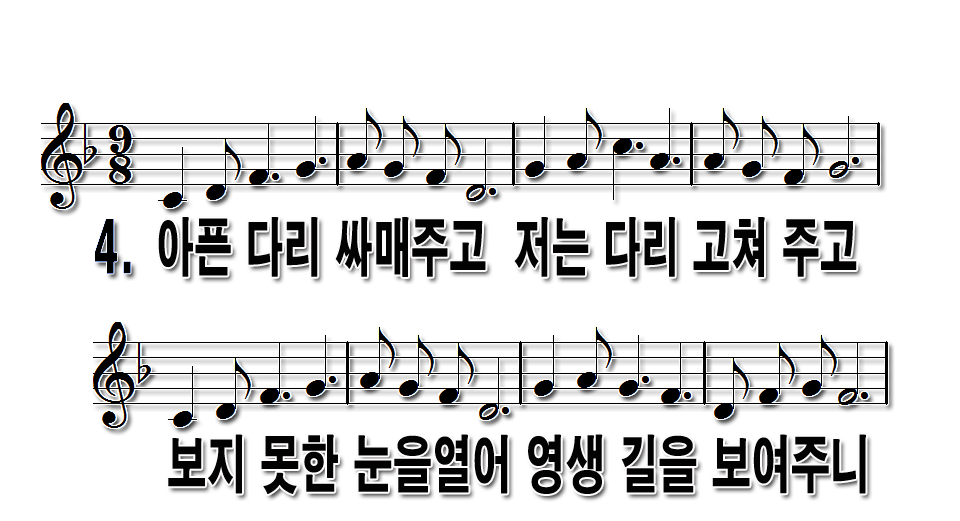 4. 아픈 다리 싸매주고 저는 다리 고쳐 주고
보지 못한 눈을열어 영생 길을 보여주니